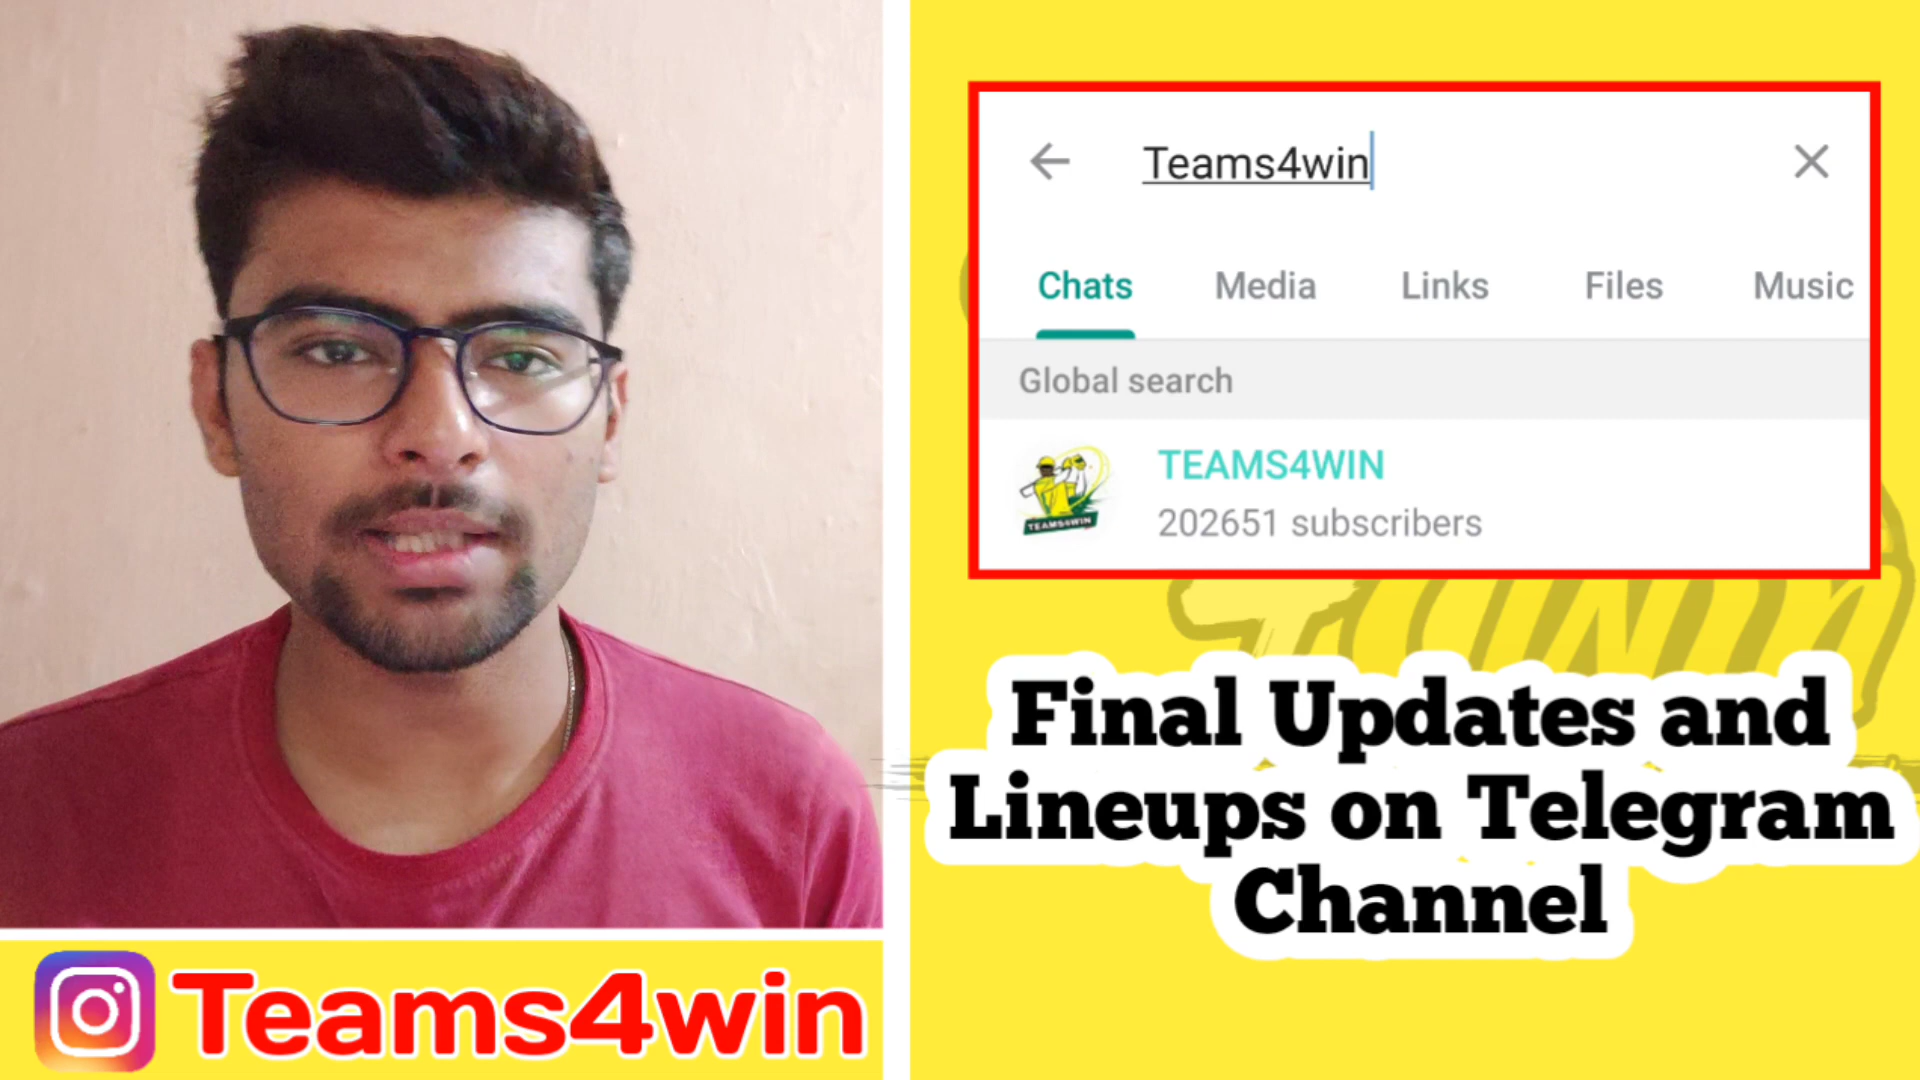 Teams4win
Chats Media Links Files Music
Global search
TEAMS4WIN
TEAMS4WIN
202651 subscribers
Final Updates and
Lineups on Telegram
Channel
Teams4win